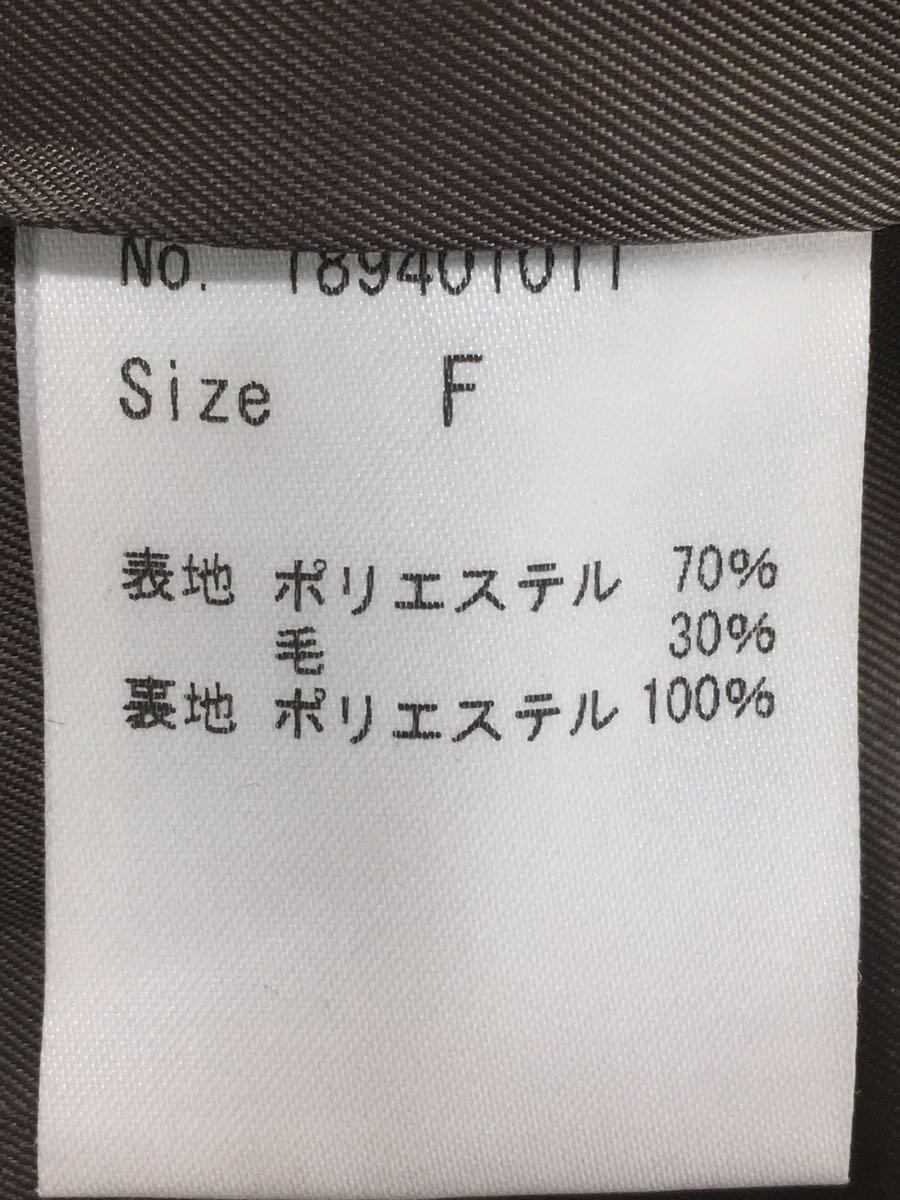 No. 189401011
Size F
表地 ポリエステル 70%
毛 30%
裏地 ポリエステル 100%